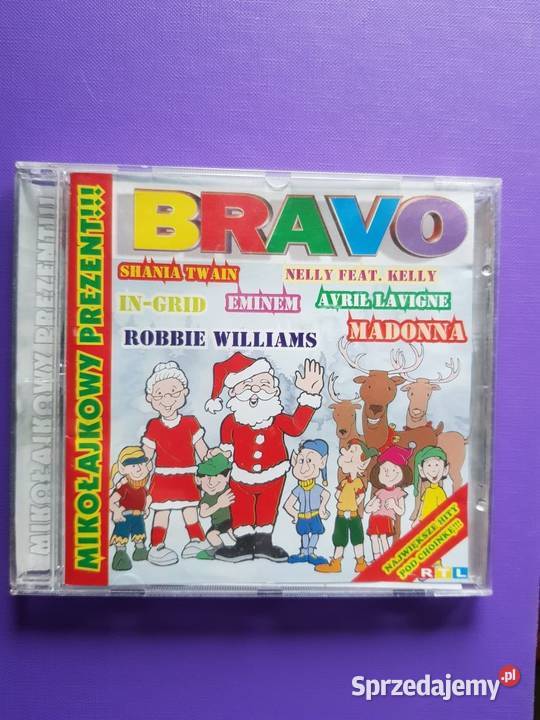 BRAVO
SHANIA TWAIN
NELLY FEAT. KELLY
IN-GRID
EMINEM
AVRIL LAVIGNE
ROBBIE WILLIAMS
MADONNA
MIKOŁAJKOWY PREZENT!!!
MIKOŁAJKOWY PREZENT!!!
NAJWIĘKSZE HITY
POD CHOINKĘ!!!
RTL
Sprzedajemy.pl